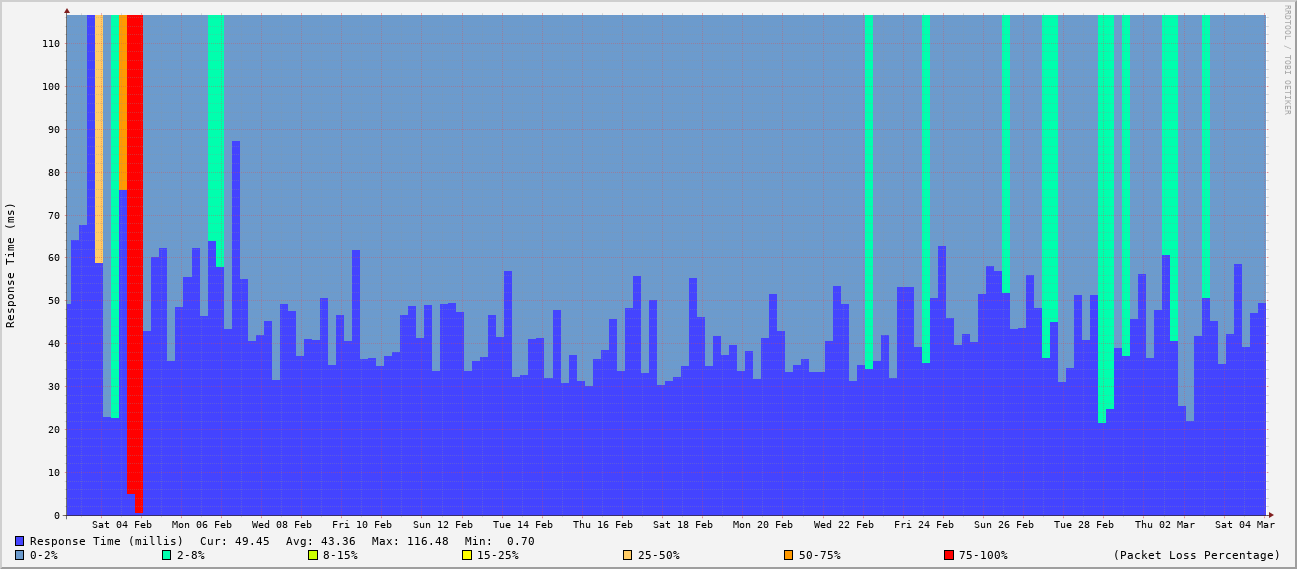 RRDTOOL / TOBI OETIKER
Response Time (ms)
110
100
90
80
70
60
50
40
30
20
10
0
Sat 04 Feb Mon 06 Feb Wed 08 Feb Fri 10 Feb Sun 12 Feb Tue 14 Feb Thu 16 Feb Sat 18 Feb Mon 20 Feb Wed 22 Feb Fri 24 Feb Sun 26 Feb Tue 28 Feb Thu 02 Mar Sat 04 Mar
Response Time (millis) Cur: 49.45 Avg: 43.36 Max: 116.48 Min: 0.70
0-2% 2-8% 8-15% 15-25% 25-50% 50-75% 75-100% (Packet Loss Percentage)